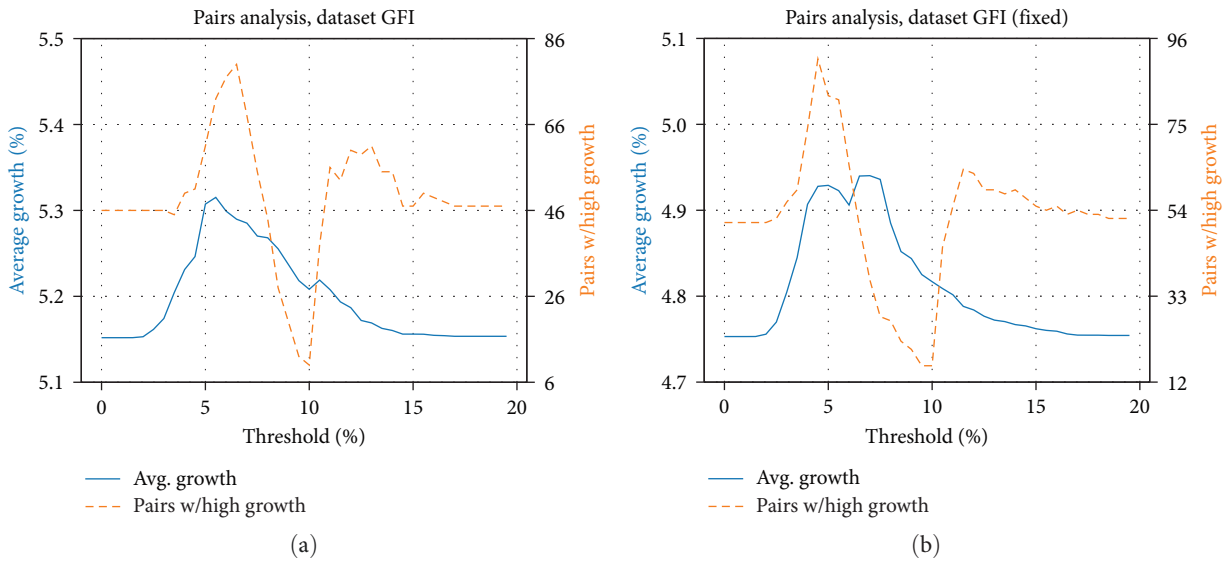 Pairs analysis, dataset GFI
5.5
5.4
5.3
5.2
5.1
Average growth (%)
86
66
46
26
6
Pairs w/high growth
0 5 10 15 20
Threshold (%)
Avg. growth
Pairs w/high growth
(a)
Pairs analysis, dataset GFI (fixed)
5.1
5.0
4.9
4.8
4.7
Average growth (%)
96
75
54
33
12
Pairs w/high growth
0 5 10 15 20
Threshold (%)
Avg. growth
Pairs w/high growth
(b)